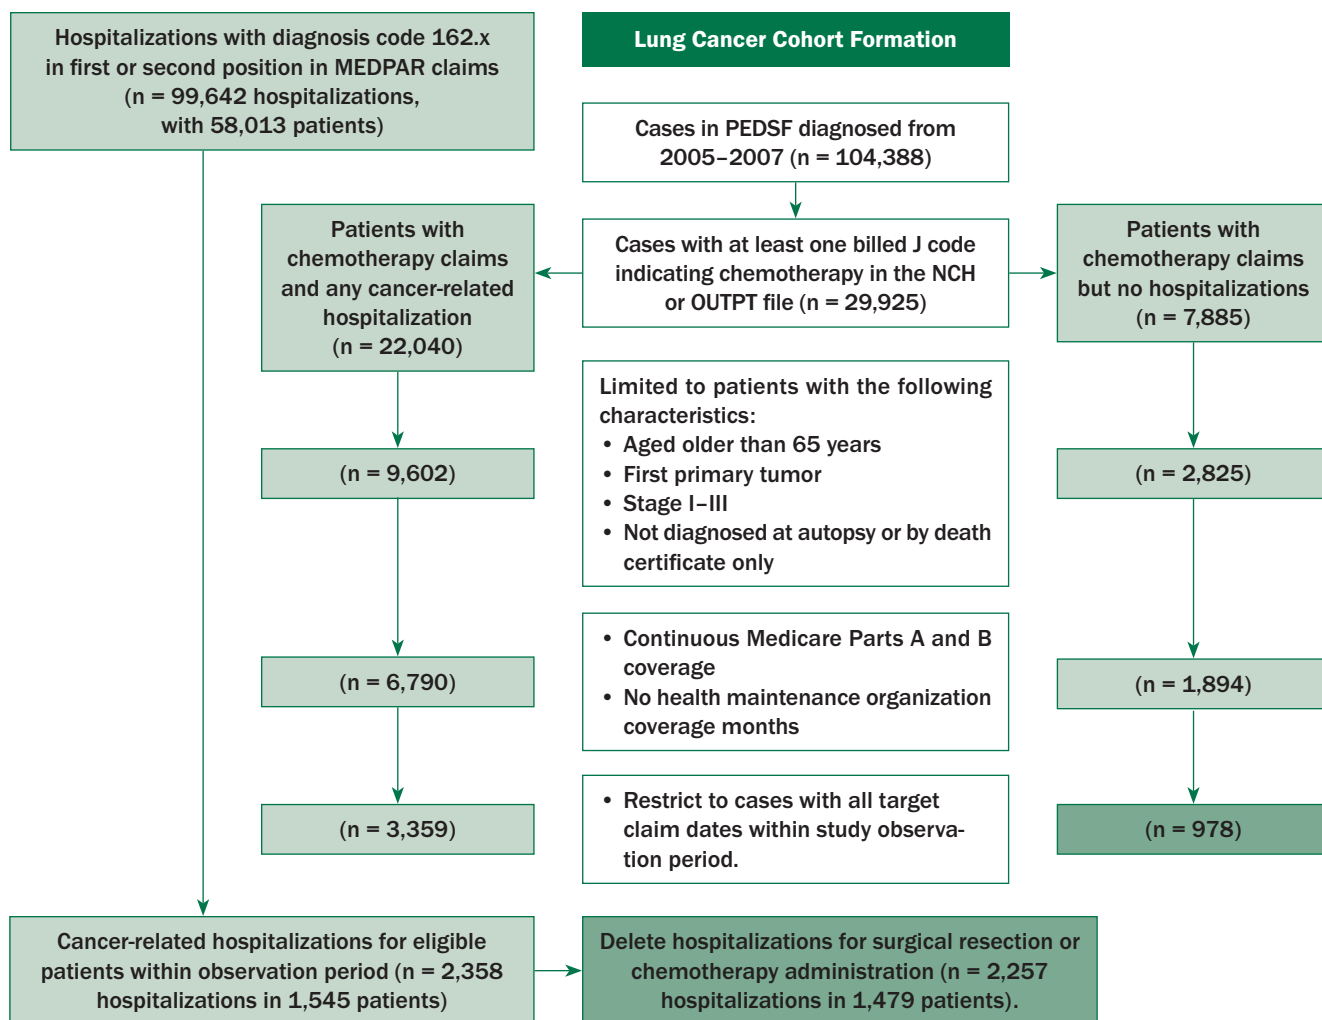 Hospitalizations with diagnosis code 162.x
in first or second position in MEDPAR claims
(n = 99,642 hospitalizations,
with 58,013 patients)
Lung Cancer Cohort Formation
Cases in PEDSF diagnosed from
2005–2007 (n = 104,388)
Patients with
chemotherapy claims
and any cancer-related
hospitalization
(n = 22,040)
Cases with at least one billed J code
indicating chemotherapy in the NCH
or OUTPT file (n = 29,925)
Patients with
chemotherapy claims
but no hospitalizations
(n = 7,885)
Limited to patients with the following
characteristics:
• Aged older than 65 years
• First primary tumor
• Stage I–III
• Not diagnosed at autopsy or by death
certificate only
(n = 9,602)
(n = 2,825)
• Continuous Medicare Parts A and B
coverage
• No health maintenance organization
coverage months
(n = 6,790)
(n = 1,894)
• Restrict to cases with all target
claim dates within study observa-
tion period.
(n = 3,359)
(n = 978)
Cancer-related hospitalizations for eligible
patients within observation period (n = 2,358
hospitalizations in 1,545 patients)
Delete hospitalizations for surgical resection or
chemotherapy administration (n = 2,257
hospitalizations in 1,479 patients).